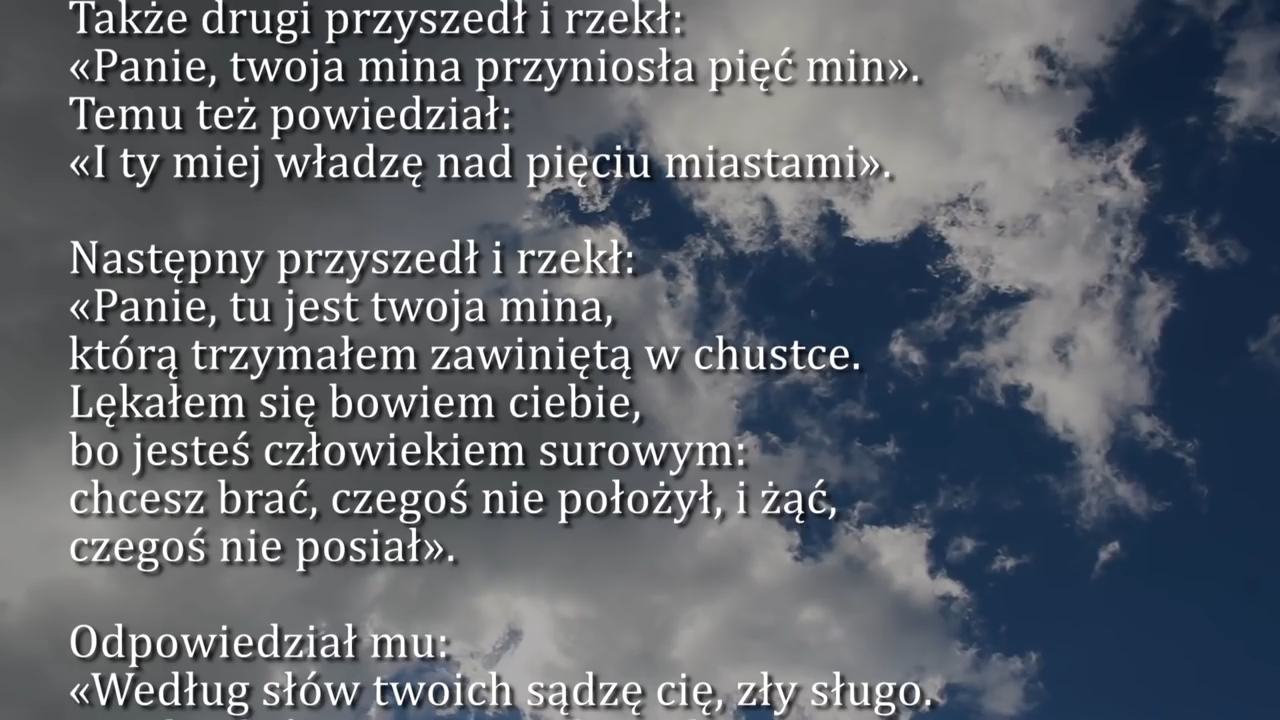 Także drugi przyszedł i rzekł:
«Panie, twoja mina przyniosła pięć min».
Temu też powiedział:
«I ty miej władzę nad pięciu miastami».
Następny przyszedł i rzekł:
«Panie, tu jest twoja mina,
którą trzymałem zawiniętą w chustce.
Lękałem się bowiem ciebie,
bo jesteś człowiekiem surowym:
chcesz brać, czegoś nie położył, i żąć,
czegoś nie posiał».
Odpowiedział mu:
«Według słów twoich sądzę cię, zły sługo.